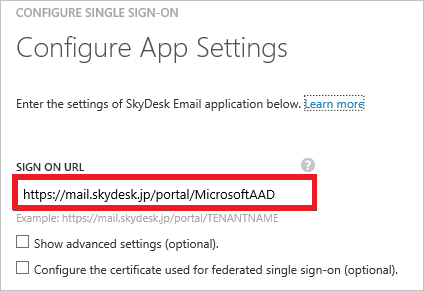 CONFIGURE SINGLE SIGN-ON
Configure App Settings
Enter the settings of SkyDesk Email application below. Learn more
SIGN ON URL
?
https://mail.skydesk.jp/portal/MicrosoftAAD
Example: https://mail.skydesk.jp/portal/TENANTNAME
Show advanced settings (optional).
Configure the certificate used for federated single sign-on (optional).